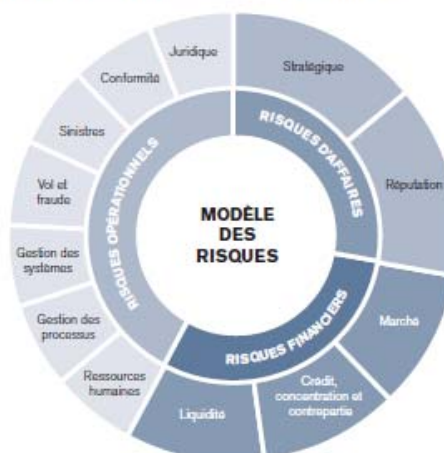 MODÈLE
DES
RISQUES
RISQUES D'AFFAIRES
Stratégique
Réputation
RISQUES FINANCIERS
Marché
Crédit,
concentration et
contrepartie
Liquidité
RISQUES OPÉRATIONNELS
Ressources
humaines
Gestion des
processus
Gestion des
systèmes
Vol et
fraude
Sinistres
Conformité
Juridique